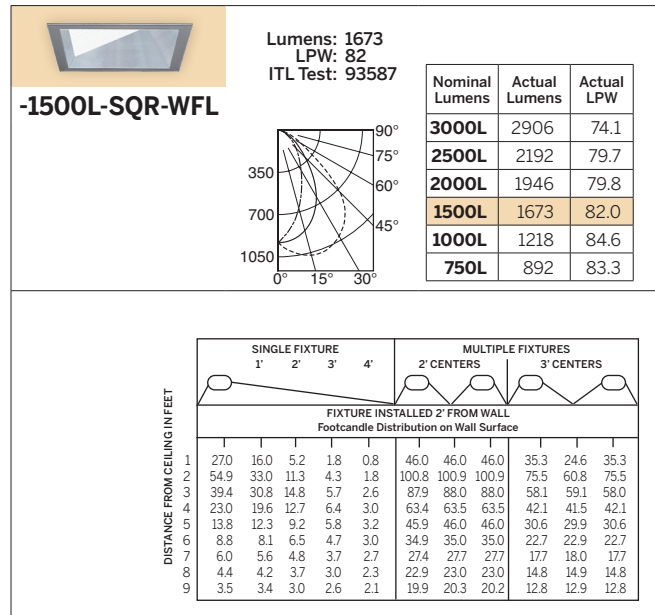 -1500L-SQR-WFL
Lumens: 1673
LPW: 82
ITL Test: 93587
350
700
1050
0° 15° 30°
45°
60°
75°
90°
Nominal Lumens Actual Lumens Actual LPW
3000L 2906 74.1
2500L 2192 79.7
2000L 1946 79.8
1500L 1673 82.0
1000L 1218 84.6
750L 892 83.3
SINGLE FIXTURE MULTIPLE FIXTURES
1' 2' 3' 4' 2' CENTERS 3' CENTERS
FIXTURE INSTALLED 2' FROM WALL
Footcandle Distribution on Wall Surface
DISTANCE FROM CEILING IN FEET
1 27.0 16.0 5.2 1.8 0.8 46.0 46.0 46.0 35.3 24.6 35.3
2 54.9 33.0 11.3 4.3 1.8 100.8 100.9 100.9 75.5 60.8 75.5
3 39.4 30.8 14.8 5.7 2.6 87.9 88.0 88.0 58.1 59.1 58.0
4 23.0 19.6 12.7 6.4 3.0 63.4 63.5 63.5 42.1 41.5 42.1
5 13.8 12.3 9.2 5.8 3.2 45.9 46.0 45.9 30.6 29.9 30.6
6 8.8 8.1 6.5 4.7 3.0 34.9 35.0 35.0 22.7 22.9 22.7
7 6.0 5.6 4.8 3.7 2.7 27.4 27.7 27.7 17.7 18.0 17.7
8 4.4 4.2 3.7 3.0 2.3 22.9 23.0 23.0 14.8 14.9 14.8
9 3.5 3.4 3.0 2.6 2.1 19.9 20.3 20.2 12.8 12.9 12.8